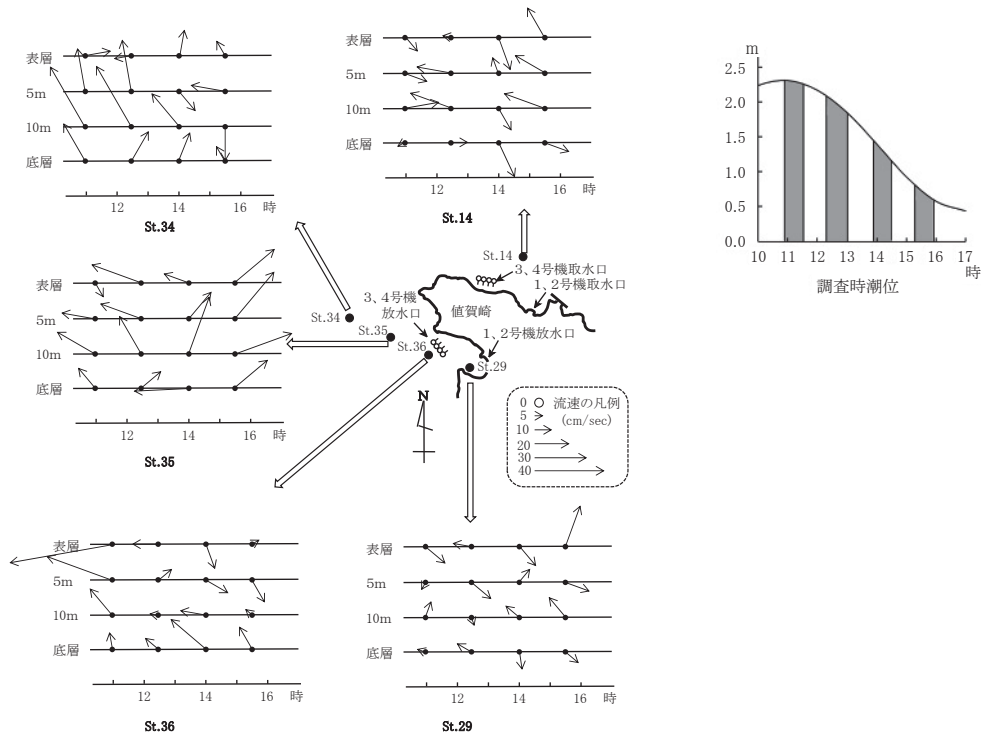 表層
5m
10m
底層
12 14 16 時
St.34
表層
5m
10m
底層
12 14 16 時
St.14
m
2.5
2.0
1.5
1.0
0.5
0.0
10 11 12 13 14 15 16 17
時
調査時潮位
表層
5m
10m
底層
12 14 16 時
St.35
St.14
3、4号機取水口
1、2号機取水口
3、4号機
放水口
値賀崎
St.34
St.35
St.36
1、2号機放水口
St.29
N
0 流速の凡例
5 (cm/sec)
10
20
30
40
表層
5m
10m
底層
12 14 16 時
St.36
表層
5m
10m
底層
12 14 16 時
St.29